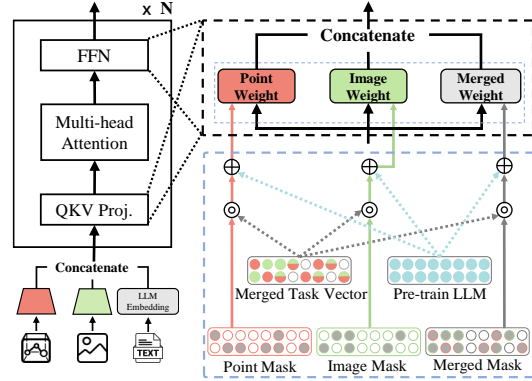 x N
FFN
Multi-head
Attention
QKV Proj.
Concatenate
LLM
Embedding
TEXT
Concatenate
Point
Weight
Image
Weight
Merged
Weight
Merged Task Vector
Pre-train LLM
Point Mask
Image Mask
Merged Mask